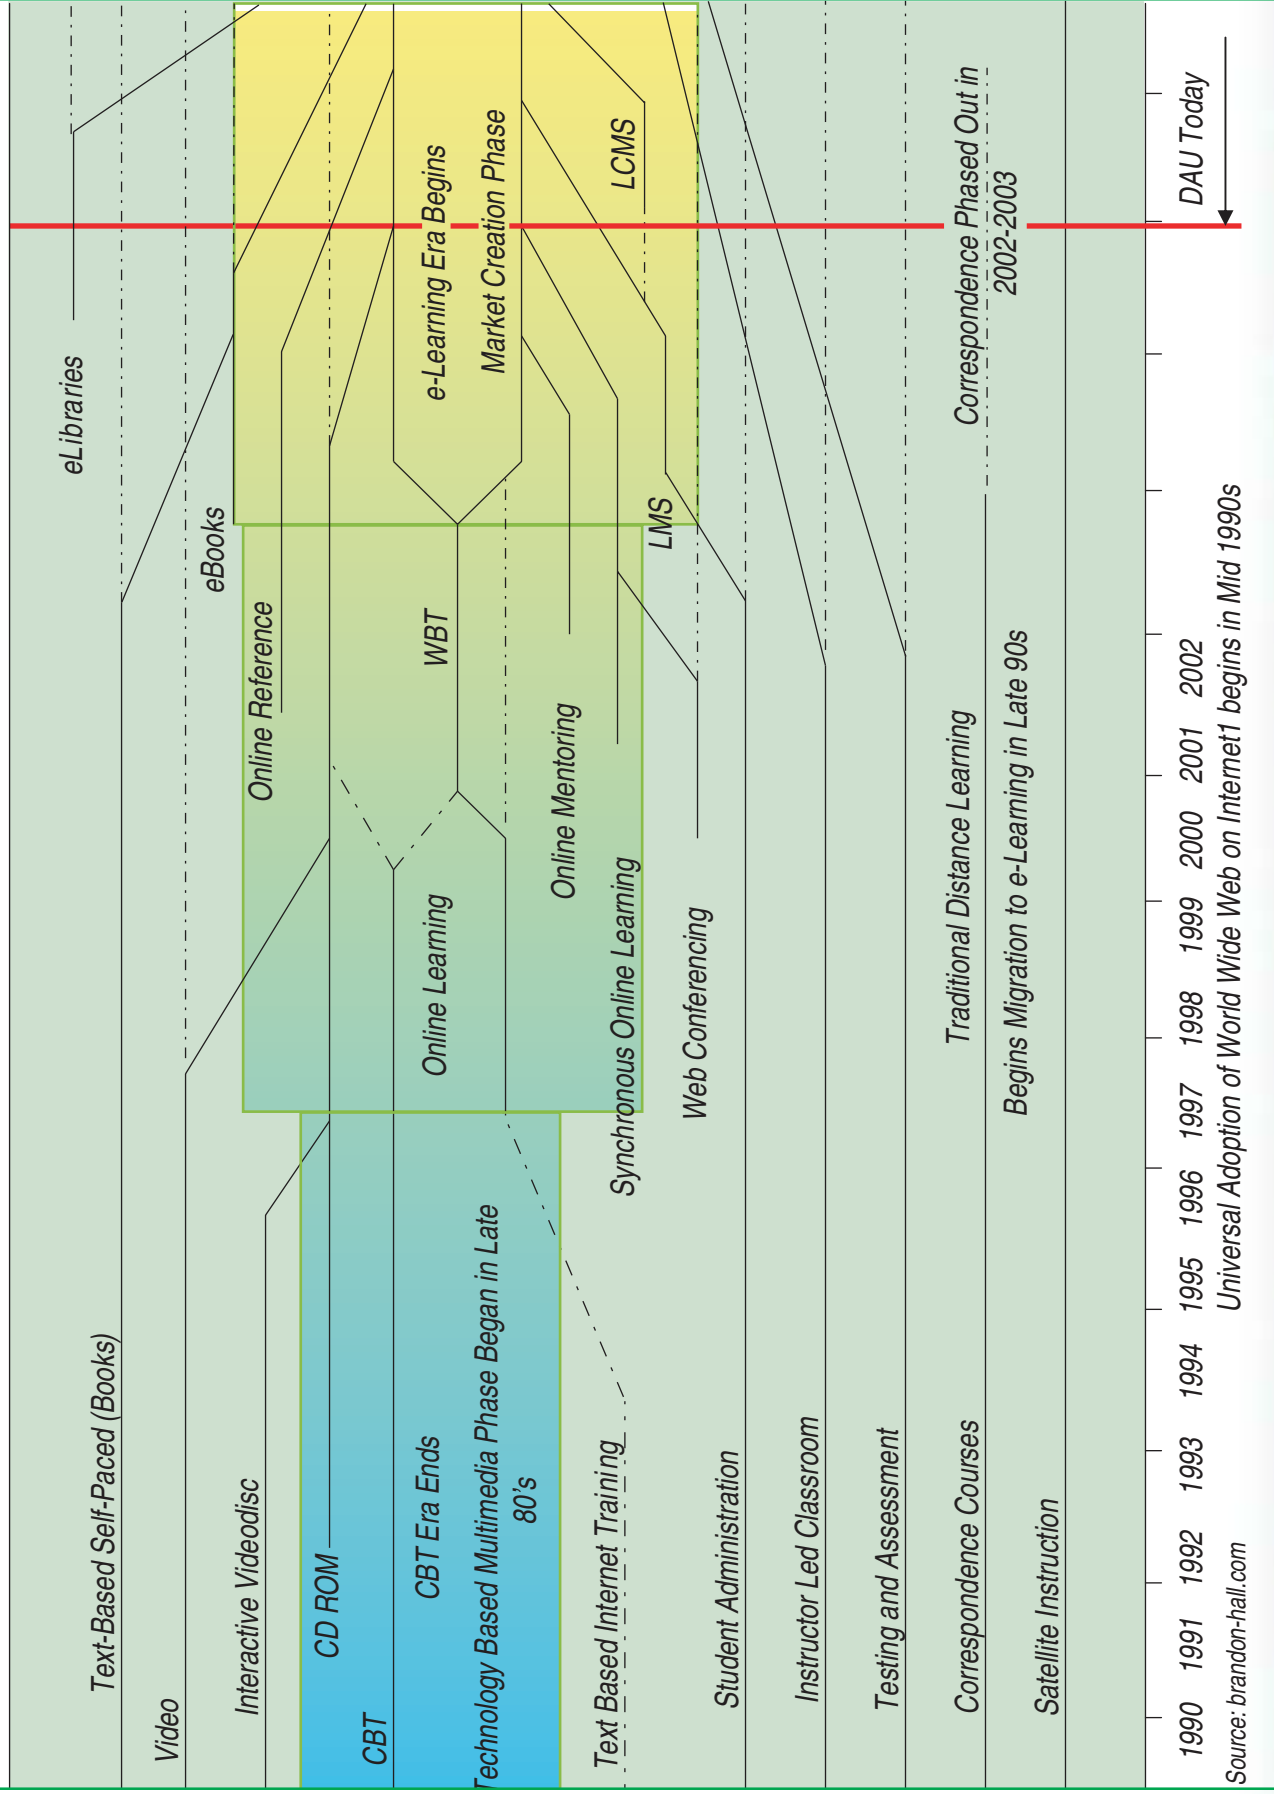 eLibraries
Text-Based Self-Paced (Books)
Video
eBooks
Interactive Videodisc
Online Reference
CD ROM
CBT
CBT Era Ends
Online Learning
WBT
e-Learning Era Begins
Market Creation Phase
Technology Based Multimedia Phase Began in Late
80's
Online Mentoring
Text Based Internet Training
Synchronous Online Learning
LCMS
LMS
Web Conferencing
Student Administration
Instructor Led Classroom
Testing and Assessment
Correspondence Courses
Traditional Distance Learning
Begins Migration to e-Learning in Late 90s
Correspondence Phased Out in
2002-2003
Satellite Instruction
1990 1991 1992 1993 1994 1995 1996 1997 1998 1999 2000 2001 2002
DAU Today
Universal Adoption of World Wide Web on Internet1 begins in Mid 1990s
Source: brandon-hall.com